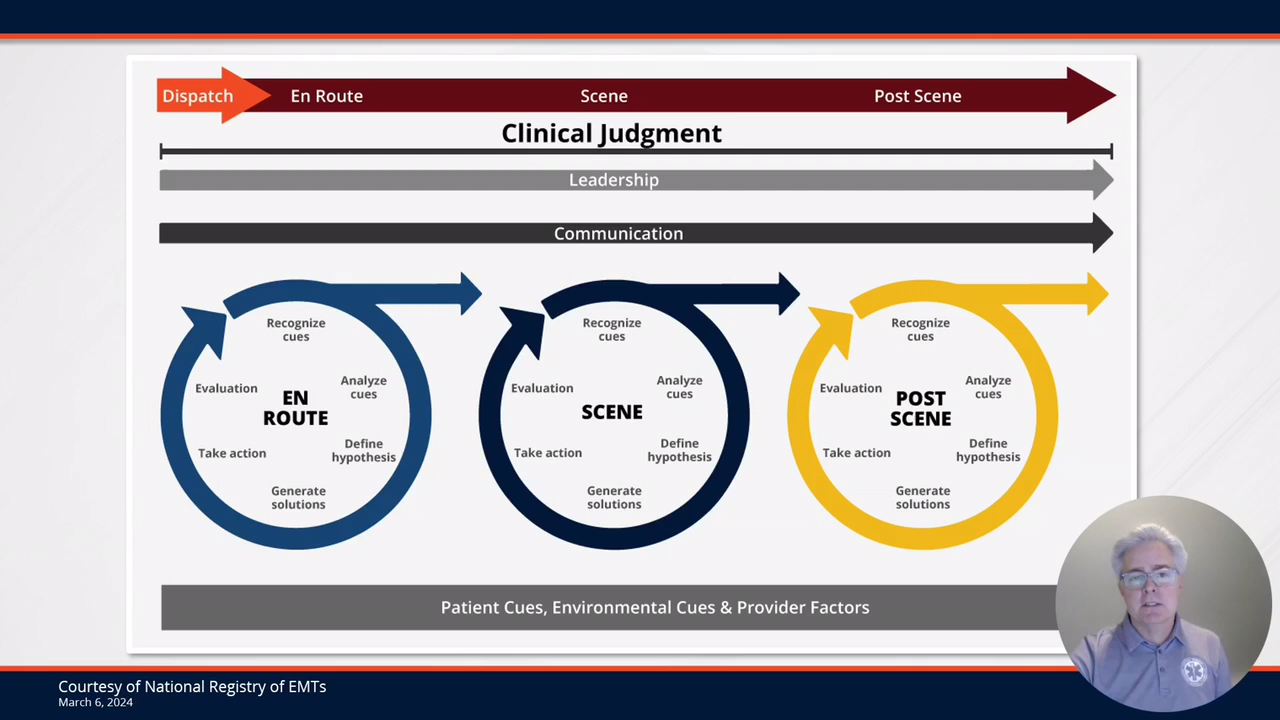 Dispatch En Route Scene Post Scene
Clinical Judgment
Leadership
Communication
Recognize
cues
Analyze
cues
Define
hypothesis
Generate
solutions
Take action
Evaluation
EN
ROUTE
Recognize
cues
Analyze
cues
Define
hypothesis
Generate
solutions
Take action
Evaluation
SCENE
Recognize
cues
Analyze
cues
Define
hypothesis
Generate
solutions
Take action
Evaluation
POST
SCENE
Patient Cues, Environmental Cues & Provider Factors
Courtesy of National Registry of EMTs
March 6, 2024